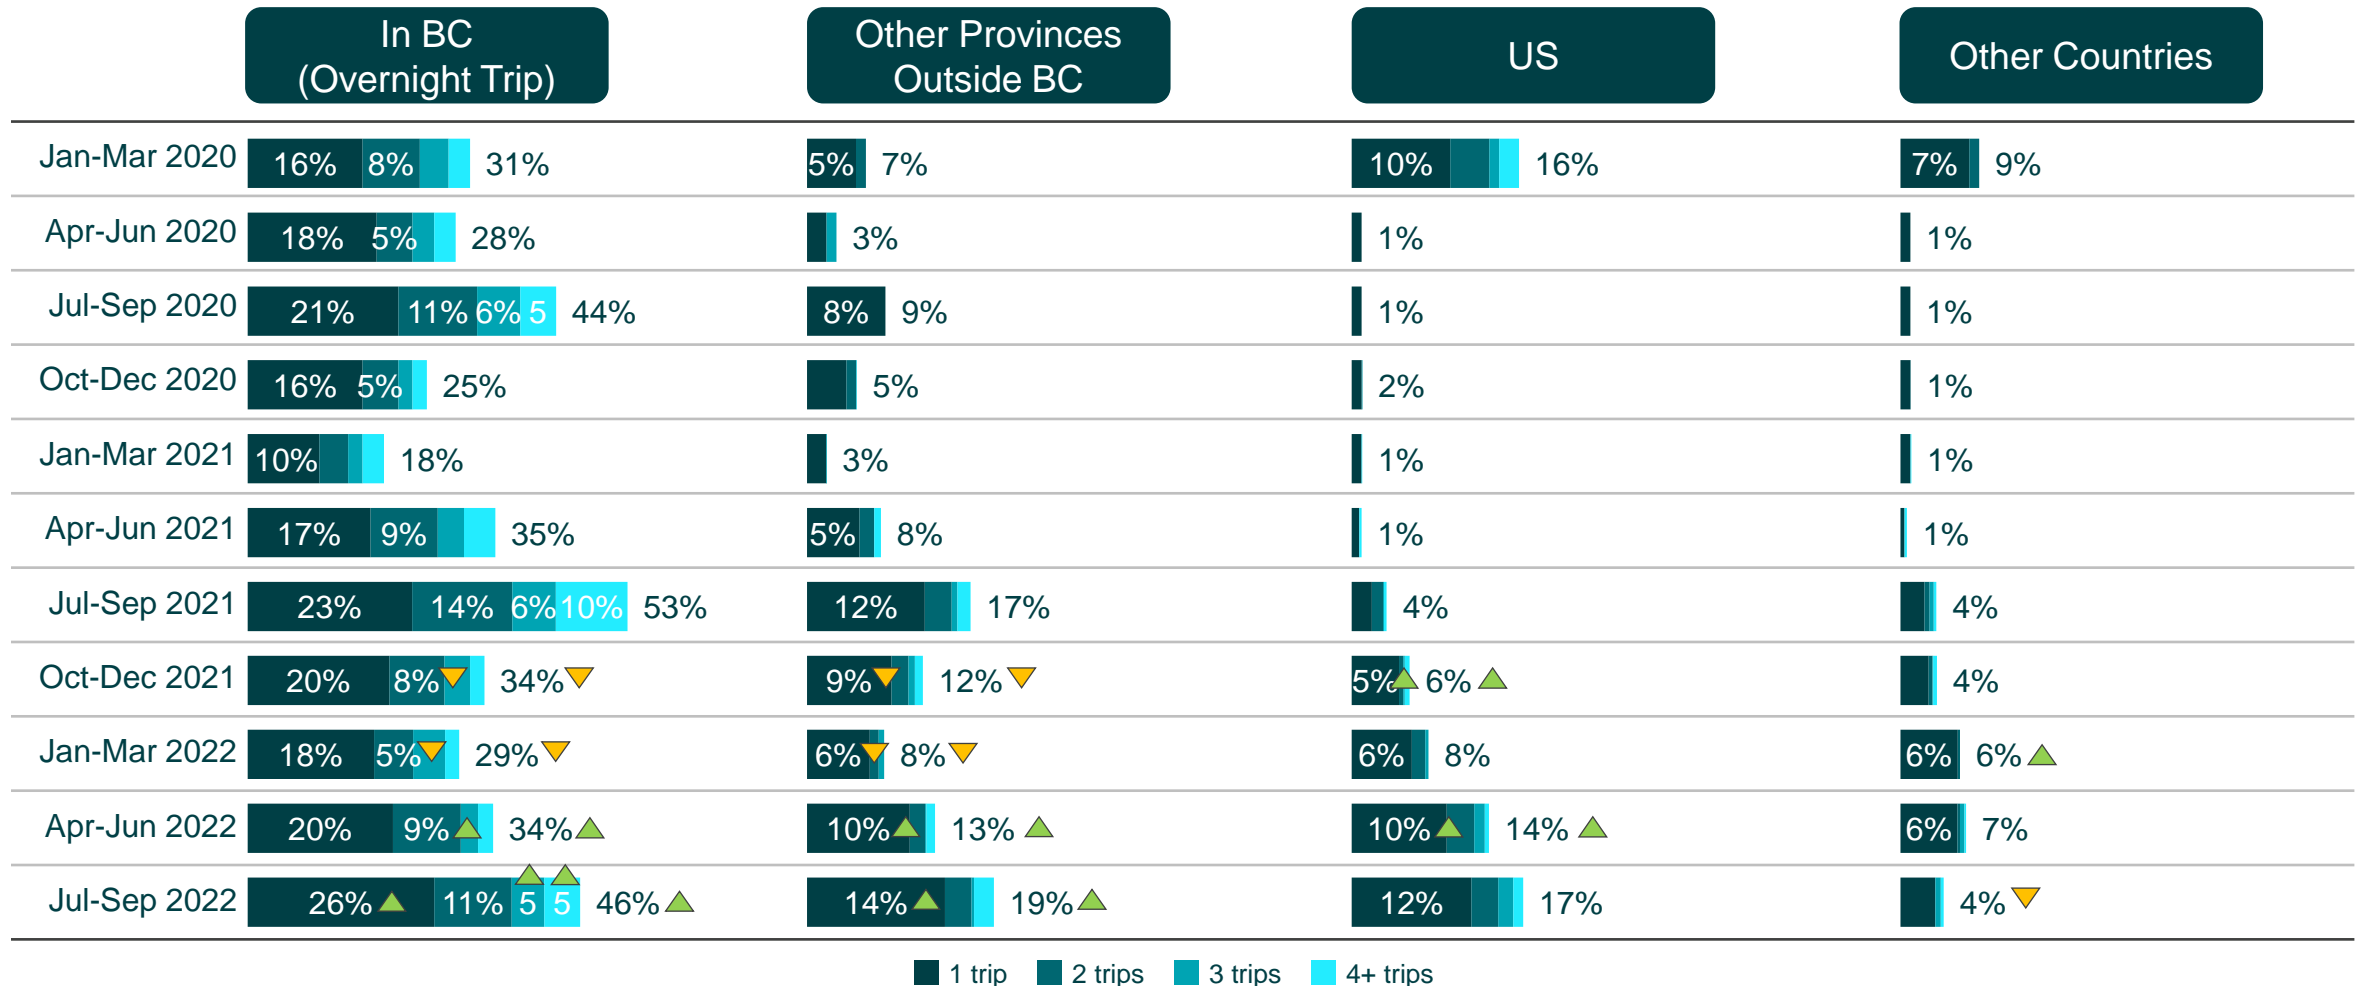 In BC
(Overnight Trip)
Other Provinces
Outside BC
US
Other Countries
Jan-Mar 2020 16% 8% 31% 5% 7% 10% 16% 7% 9%
Apr-Jun 2020 18% 5% 28% 3% 1% 1%
Jul-Sep 2020 21% 11% 6% 5 44% 8% 9% 1% 1%
Oct-Dec 2020 16% 5% 25% 5% 2% 1%
Jan-Mar 2021 10% 18% 3% 1% 1%
Apr-Jun 2021 17% 9% 35% 5% 8% 1% 1%
Jul-Sep 2021 23% 14% 6% 10% 53% 12% 17% 4% 4%
Oct-Dec 2021 20% 8% 34% 9% 12% 5% 6% 4%
Jan-Mar 2022 18% 5% 29% 6% 8% 6% 8% 6% 6%
Apr-Jun 2022 20% 9% 34% 10% 13% 10% 14% 6% 7%
Jul-Sep 2022 26% 11% 5 5 46% 14% 19% 12% 17% 4%
1 trip 2 trips 3 trips 4+ trips